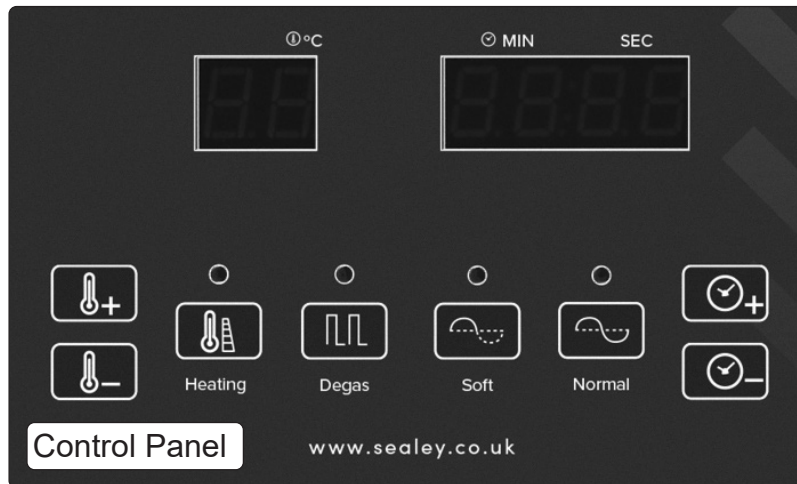 °C
MIN SEC
Heating Degas Soft Normal
Control Panel
www.sealey.co.uk